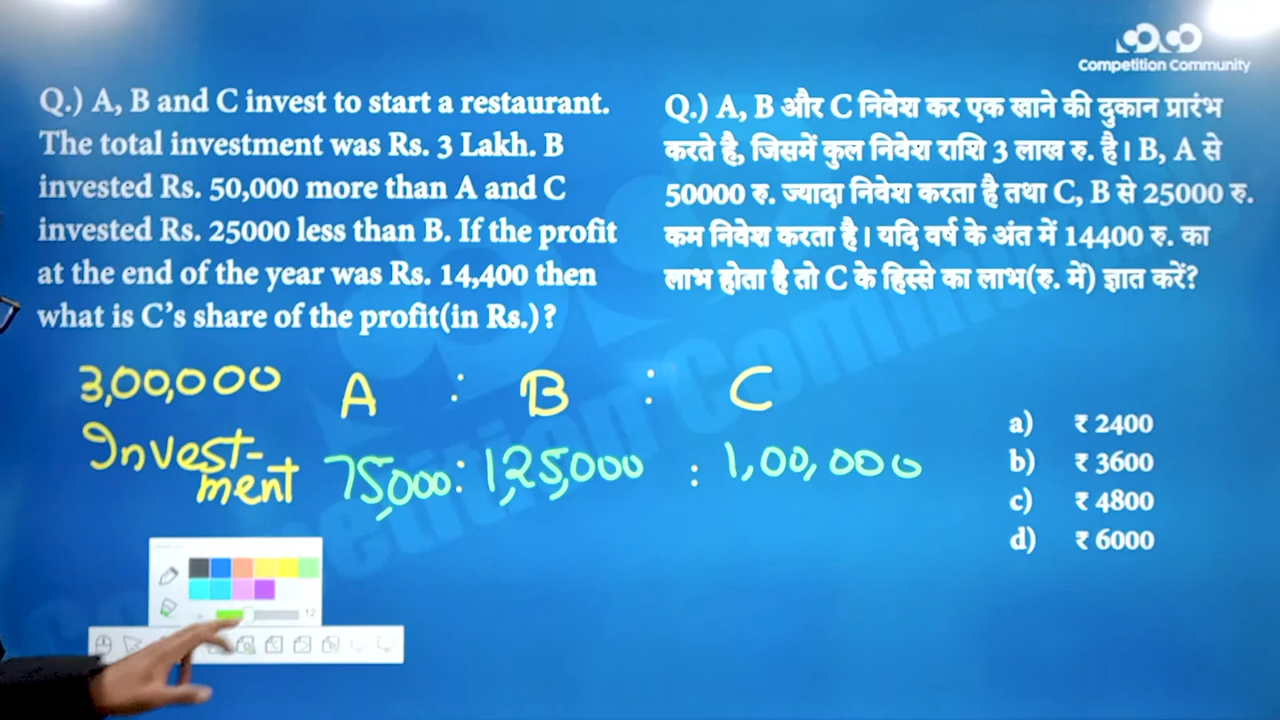 Competition Community
Q.) A, B and C invest to start a restaurant.
The total investment was Rs. 3 Lakh. B
invested Rs. 50,000 more than A and C
invested Rs. 25000 less than B. If the profit
at the end of the year was Rs. 14,400 then
what is C’s share of the profit(in Rs.)?
Q.) A, B और C निवेश कर एक खाने की दुकान प्रारंभ
करते है, जिसमें कुल निवेश राशि 3 लाख रु. है। B, A से
50000 रु. ज्यादा निवेश करता है तथा C, B से 25000 रु.
कम निवेश करता है। यदि वर्ष के अंत में 14400 रु. का
लाभ होता है तो C के हिस्से का लाभ(रु. में) ज्ञात करें?
3,00,000 A : B : C
Invest-
ment 75,000 : 1,25,000 : 1,00,000
a) ₹ 2400
b) ₹ 3600
c) ₹ 4800
d) ₹ 6000
12